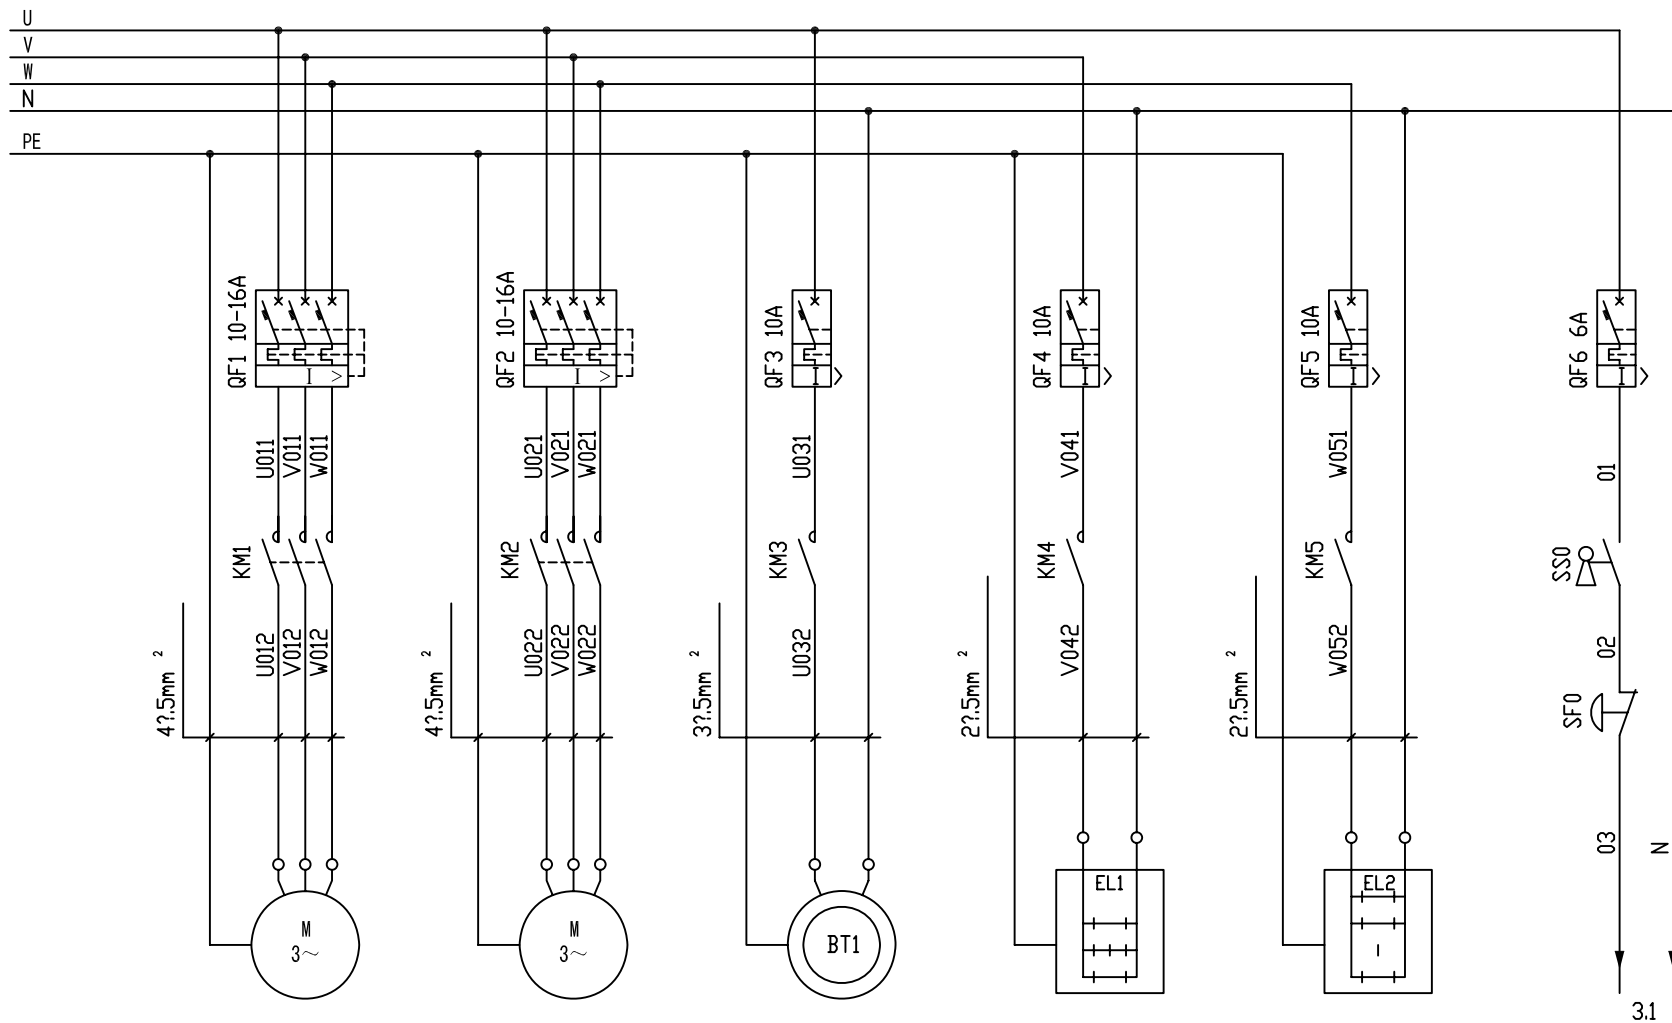 U
V
W
N
PE
QF1 10-16A
QF2 10-16A
QF3 10A
QF4 10A
QF5 10A
QF6 6A
I >
I >
I >
I >
I >
I >
U011
V011
W011
U021
V021
W021
U031
V041
W051
01
KM1
KM2
KM3
KM4
KM5
SS0
U012
V012
W012
U022
V022
W022
U032
V042
W052
02
4?.5mm ²
4?.5mm ²
3?.5mm ²
2?.5mm ²
2?.5mm ²
SF0
03
N
M
3~
M
3~
BT1
EL1
EL2
3.1